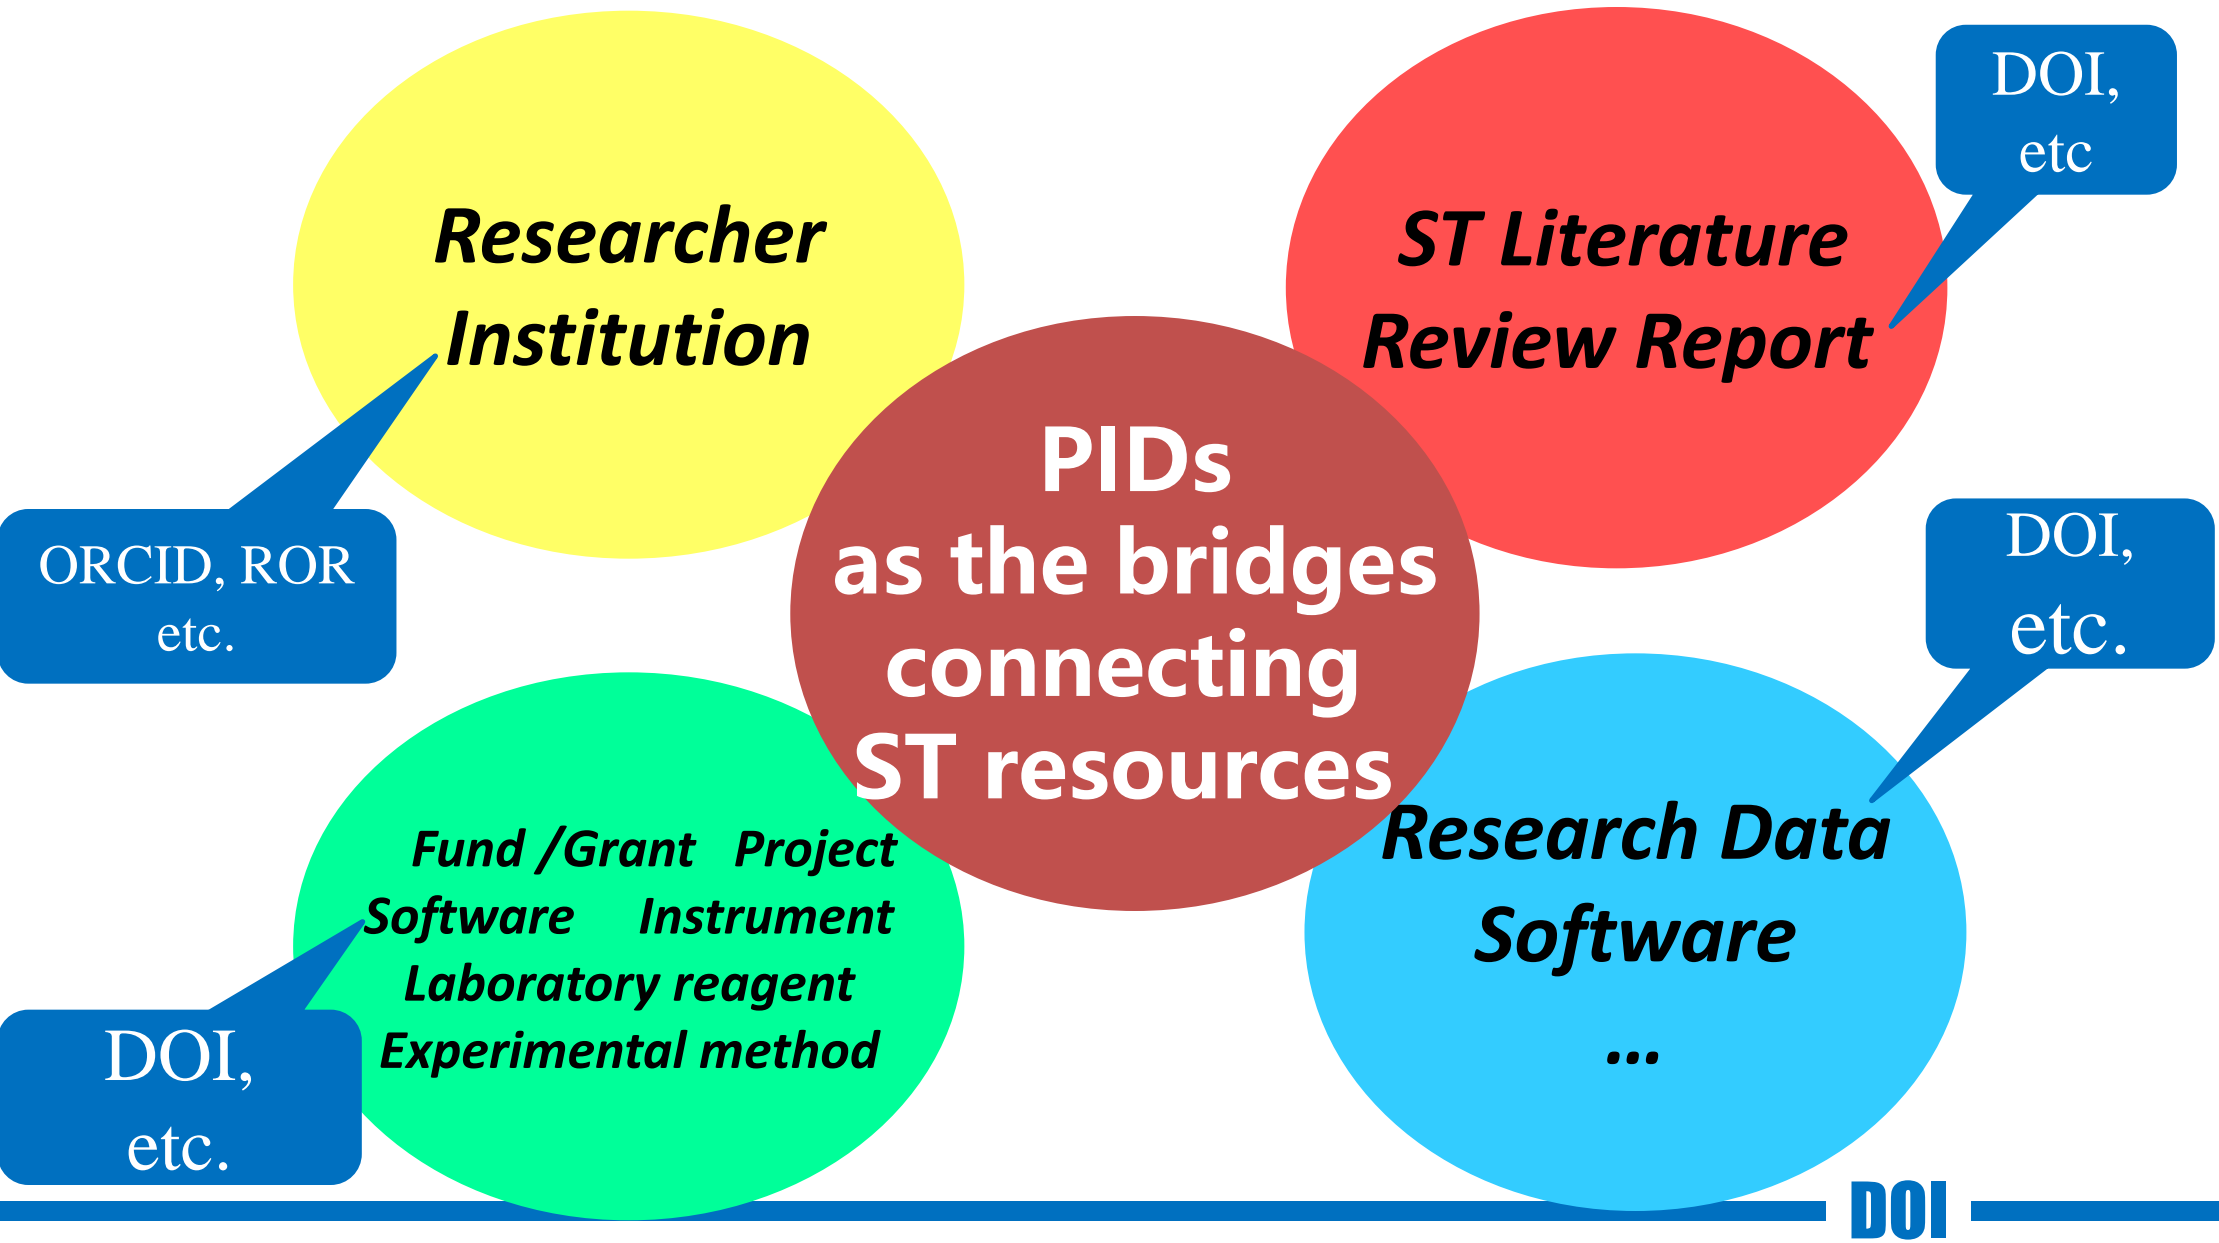 Researcher
Institution
ORCID, ROR
etc.
ST Literature
Review Report
DOI,
etc
PIDs
as the bridges
connecting
ST resources
Fund /Grant Project
Software Instrument
Laboratory reagent
Experimental method
DOI,
etc.
Research Data
Software
...
DOI,
etc.
DOI